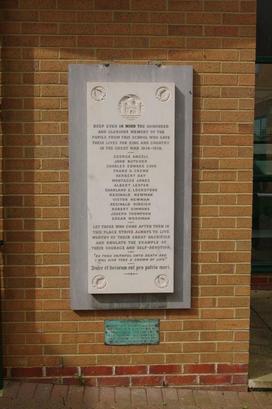 KEEP EVER IN MIND THE HONOURED
AND GLORIOUS MEMORY OF THE
PUPILS FROM THIS SCHOOL WHO GAVE
THEIR LIVES FOR KING AND COUNTRY
IN THE GREAT WAR 1914-1918.
GEORGE ANGELL
JOHN BUTCHER
CHARLES EDWARD COOK
FRANK G. CROWE
HERBERT DAY
MONTAGUE JONES
ALBERT LESTER
CHARLES E. LOCKSTONE
REGINALD NEWMAN
VICTOR NEWMAN
REGINALD
ROBERT SIMMONS
JOSEPH THOMPSON
EDGAR WOODMAN
LET THOSE WHO COME AFTER THEM IN
THIS PLACE STRIVE ALWAYS TO LIVE
WORTHY OF THEIR GREAT SACRIFICE
AND EMULATE THE EXAMPLE OF
THEIR COURAGE AND SELF-DEVOTION.
"BE THOU FAITHFUL UNTO DEATH AND
I WILL GIVE THEE A CROWN OF LIFE"
Dulce et decorum est pro patria mori.